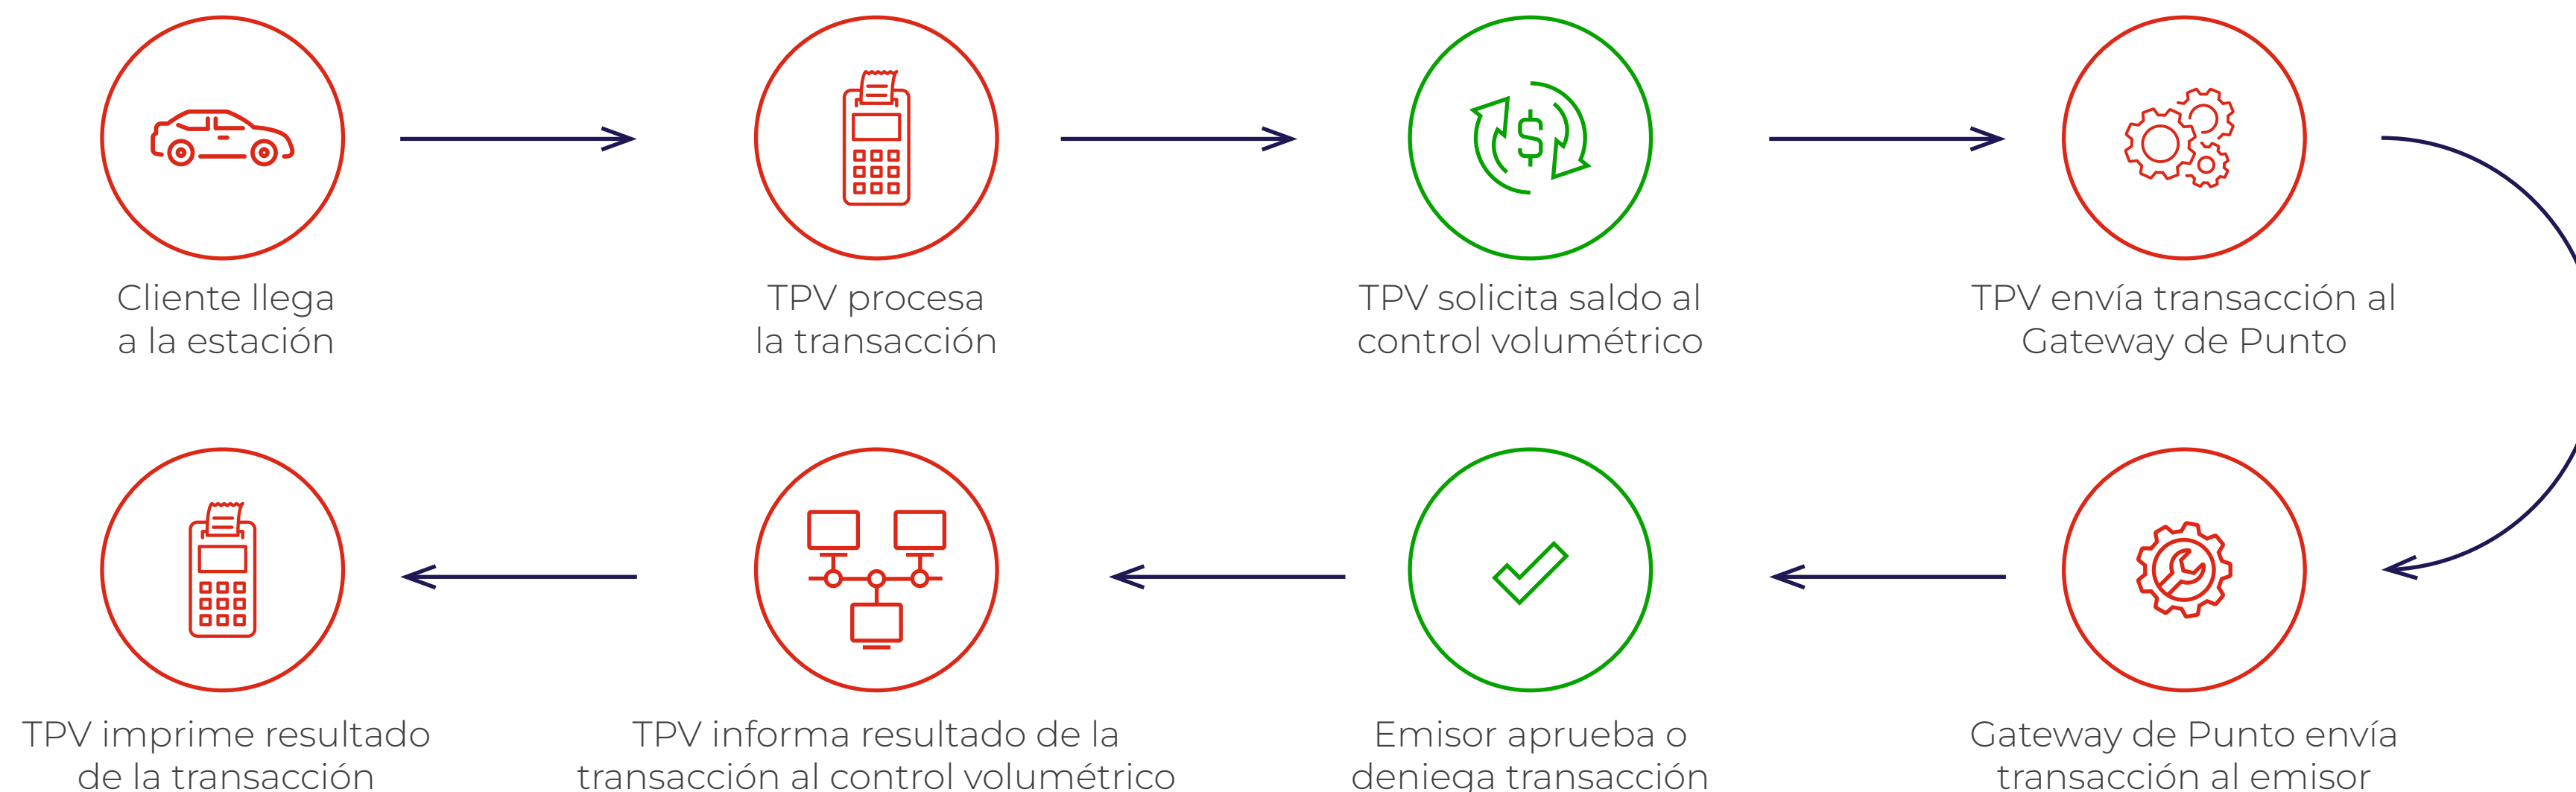 Cliente llega
a la estación
TPV procesa
la transacción
TPV solicita saldo al
control volumétrico
TPV envía transacción al
Gateway de Punto
TPV imprime resultado
de la transacción
TPV informa resultado de la
transacción al control volumétrico
Emisor aprueba o
deniega transacción
Gateway de Punto envía
transacción al emisor